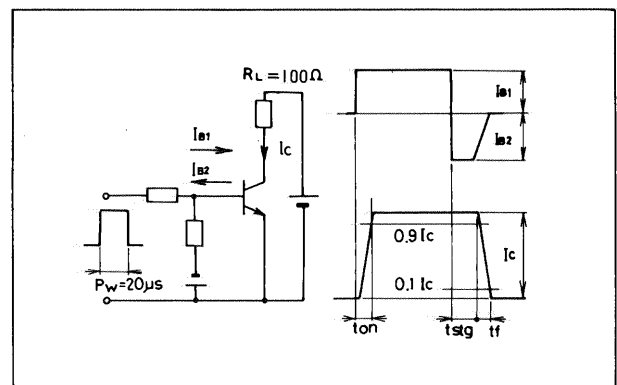 RL = 100Ω
IB1
IB2
Ic
Pw=20μs
IB1
IB2
0.9 Ic
Ic
0.1 Ic
ton
tstg
tf